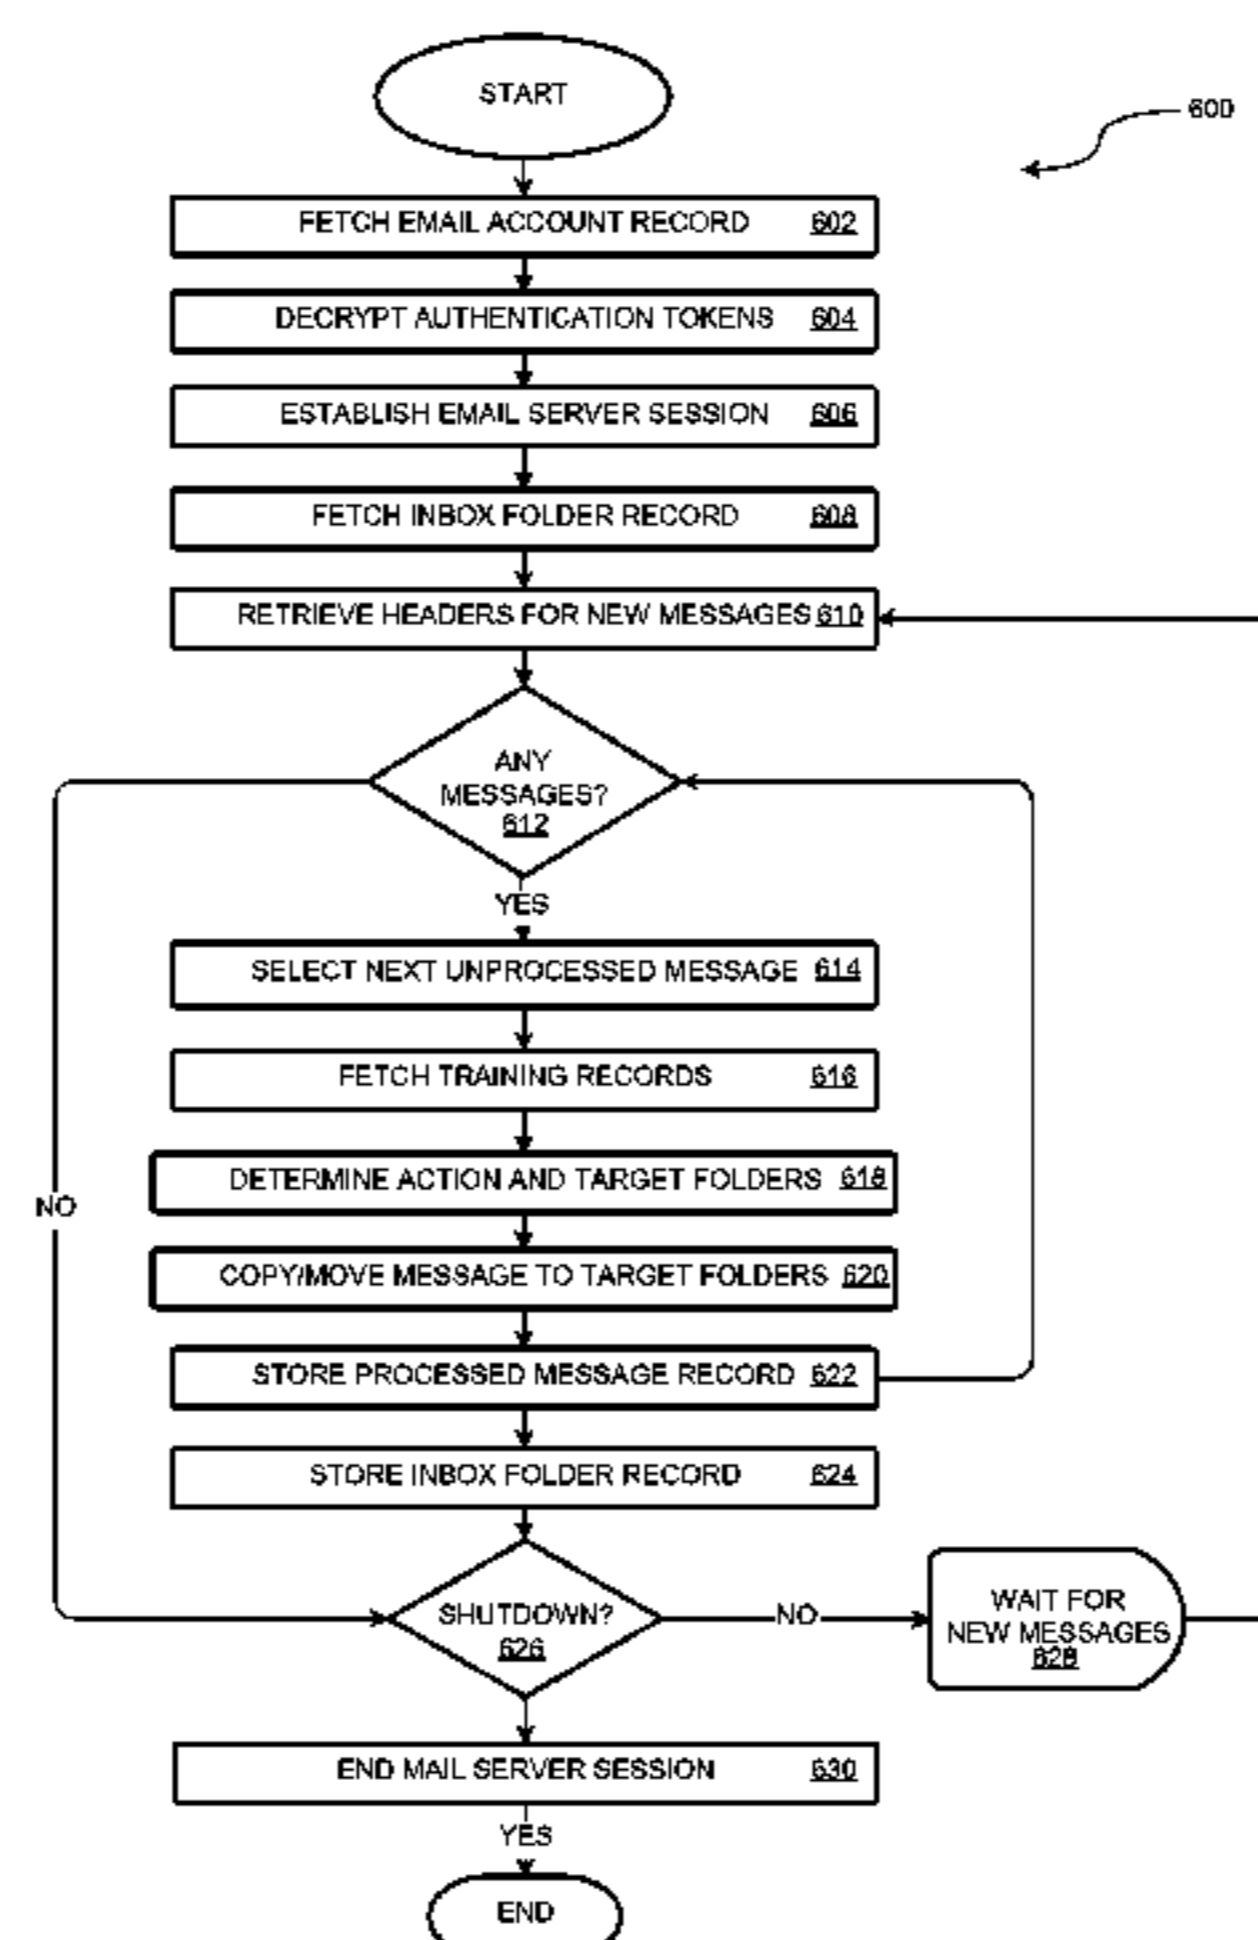 START
600
FETCH EMAIL ACCOUNT RECORD 602
DECRYPT AUTHENTICATION TOKENS 604
ESTABLISH EMAIL SERVER SESSION 606
FETCH INBOX FOLDER RECORD 608
RETRIEVE HEADERS FOR NEW MESSAGES 610
ANY
MESSAGES?
612
YES
SELECT NEXT UNPROCESSED MESSAGE 614
FETCH TRAINING RECORDS 616
DETERMINE ACTION AND TARGET FOLDERS 618
NO
COPY/MOVE MESSAGE TO TARGET FOLDERS 620
STORE PROCESSED MESSAGE RECORD 622
STORE INBOX FOLDER RECORD 624
SHUTDOWN?
626
NO
WAIT FOR
NEW MESSAGES
628
END MAIL SERVER SESSION 630
YES
END